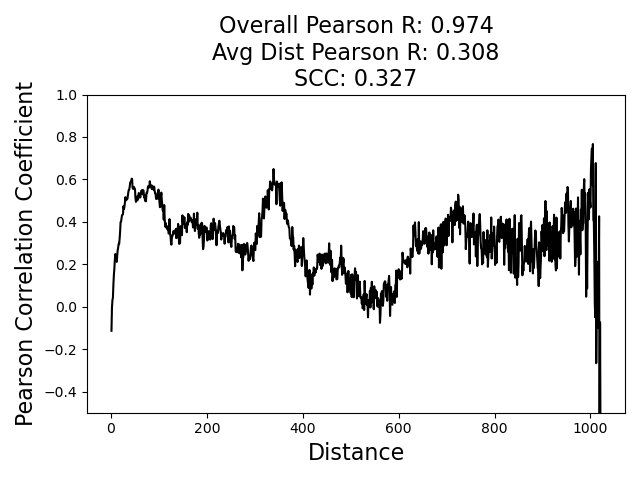 Overall Pearson R: 0.974
Avg Dist Pearson R: 0.308
SCC: 0.327
Pearson Correlation Coefficient
1.0
0.8
0.6
0.4
0.2
0.0
−0.2
−0.4
0 200 400 600 800 1000
Distance